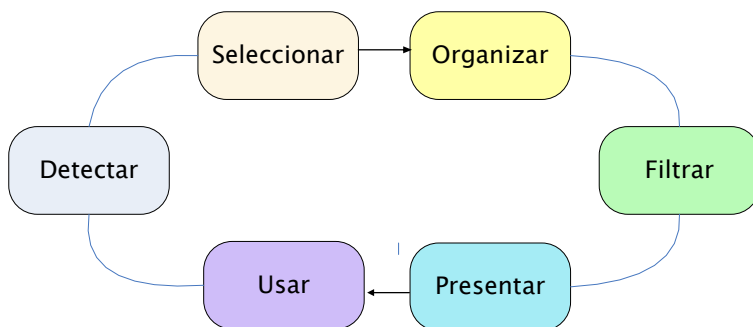 Seleccionar
Organizar
Detectar
Filtrar
Usar
Presentar